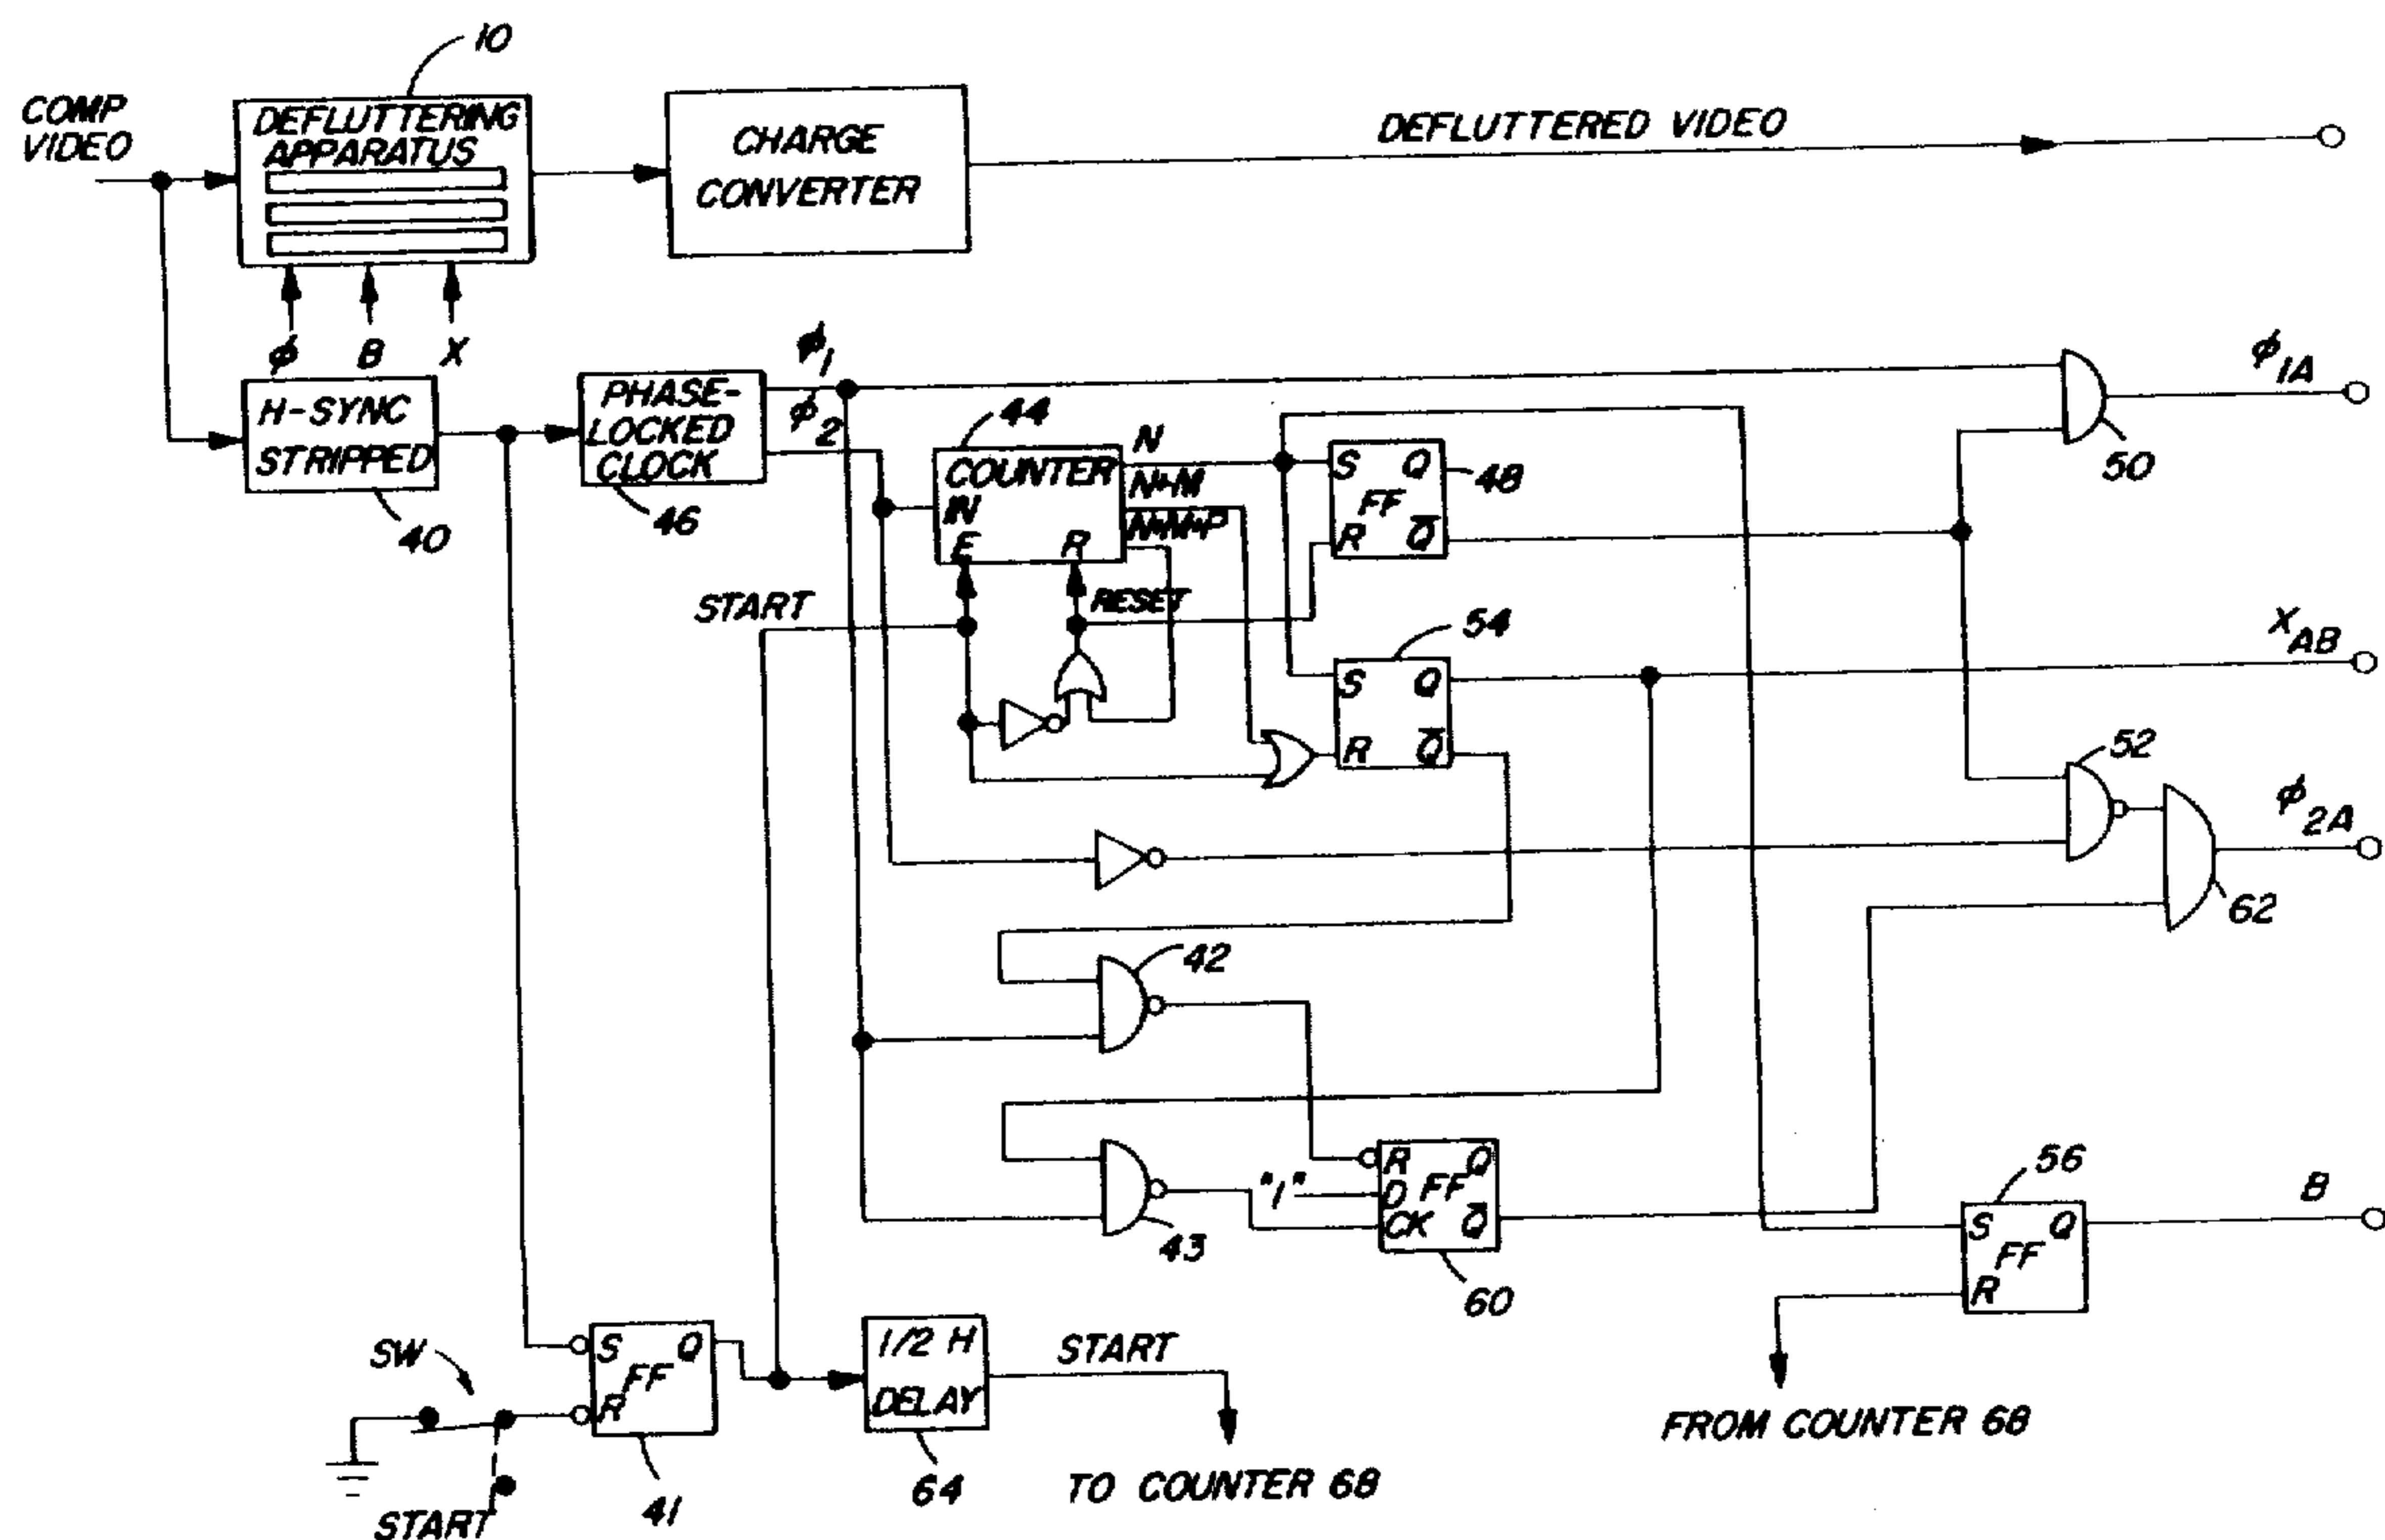 10
COMP
VIDEO
DEFLUTTERING
APPARATUS
CHARGE
CONVERTER
DEFLUTTERED VIDEO
ϕ B X
H-SYNC
STRIPPED
40
PHASE-
LOCKED
CLOCK
46
ϕ1
ϕ2
44
COUNTER
IN
E R
N
N+M
N+M+P
START
RESET
S Q
FF
R Q̅
48
50
ϕ1A
54
S Q
R Q̅
XAB
52
ϕ2A
62
42
43
"1"
R Q
D FF
CK Q̅
60
56
S Q
FF
R
B
FROM COUNTER 68
SW
START
S Q
FF
R
41
1/2 H
DELAY
64
START
TO COUNTER 68